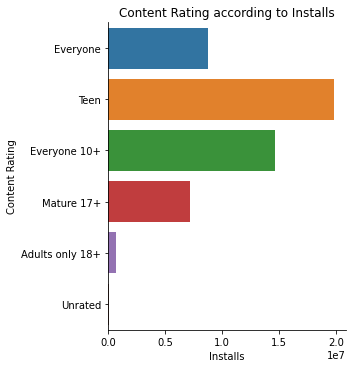 Content Rating according to Installs
Everyone
Teen
Everyone 10+
Mature 17+
Adults only 18+
Unrated
Content Rating
0.0 0.5 1.0 1.5 2.0
1e7
Installs